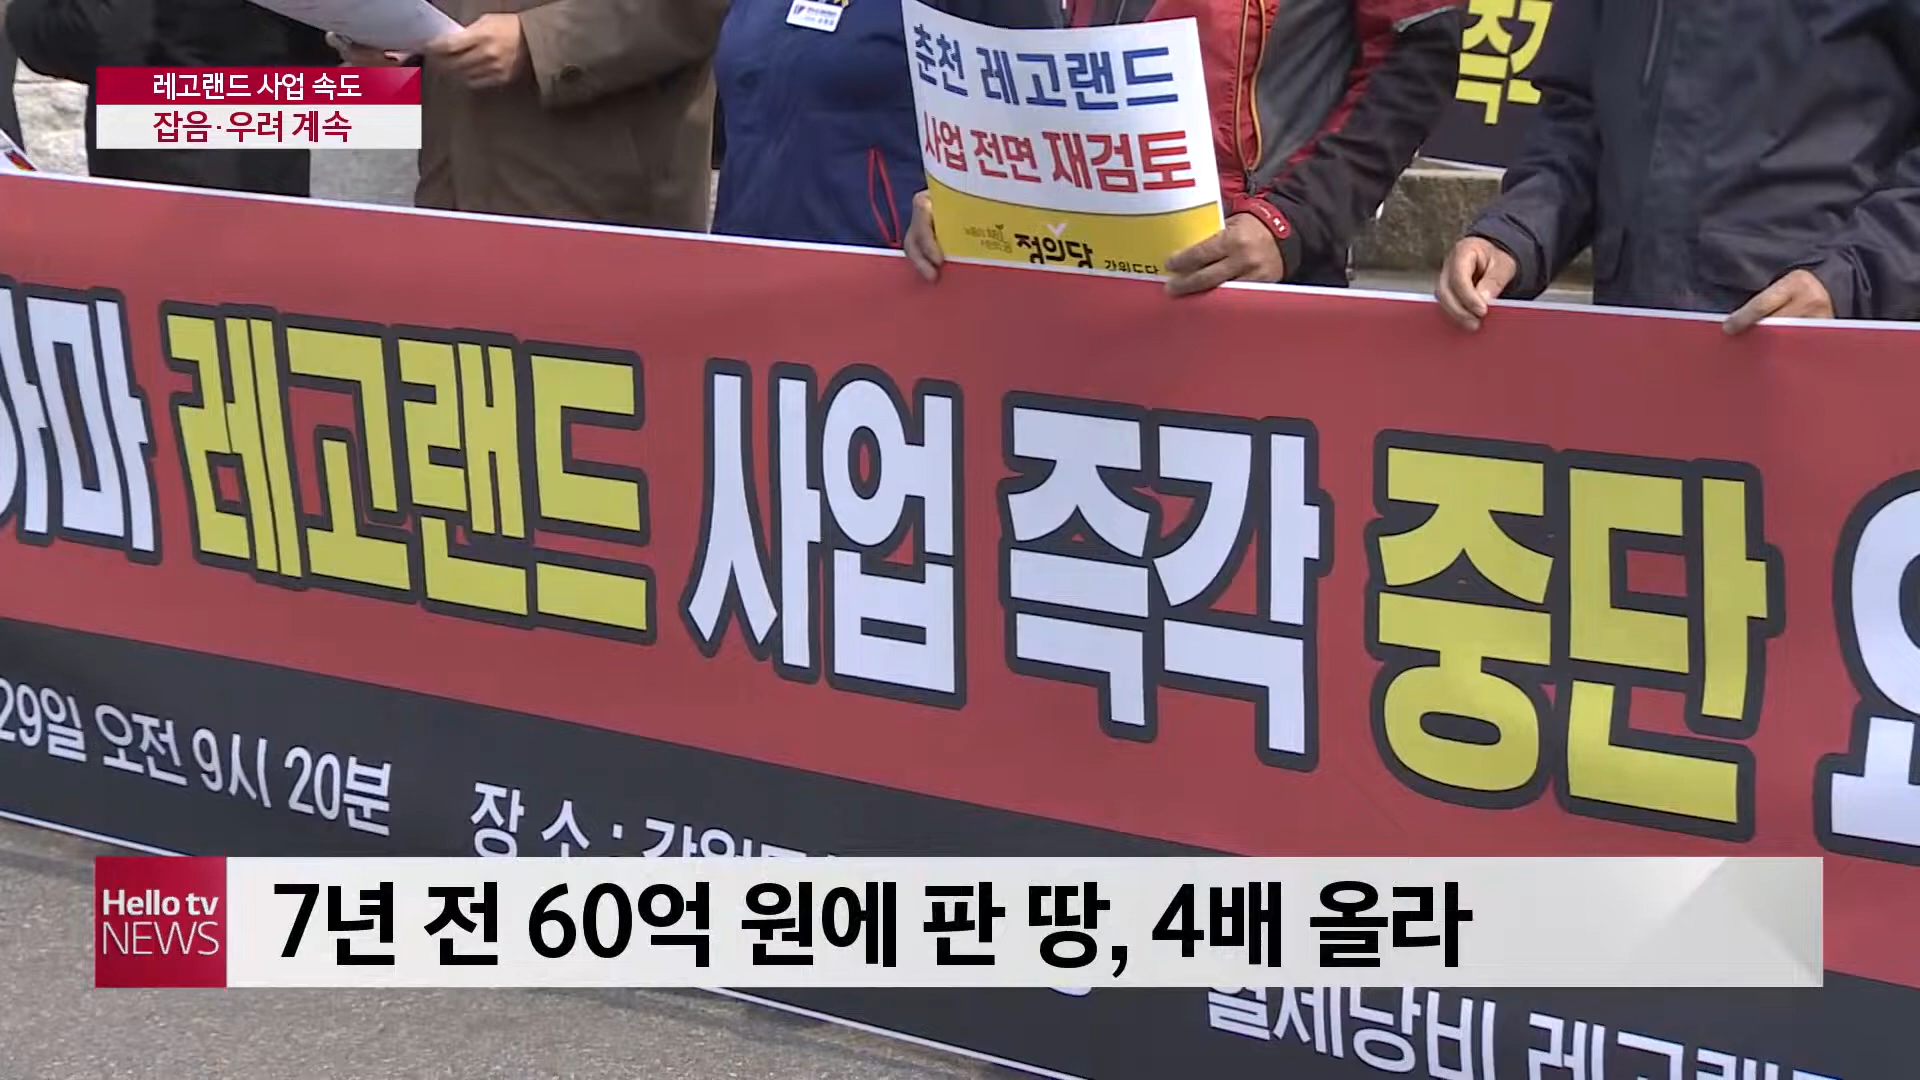 레고랜드 사업 속도
잡음·우려 계속
춘천 레고랜드
사업 전면 재검토
정의당
마 레고랜드 사업 즉각 중단
29일 오전 9시 20분 장 소 :
Hello tv
NEWS
7년 전 60억 원에 판 땅, 4배 올라